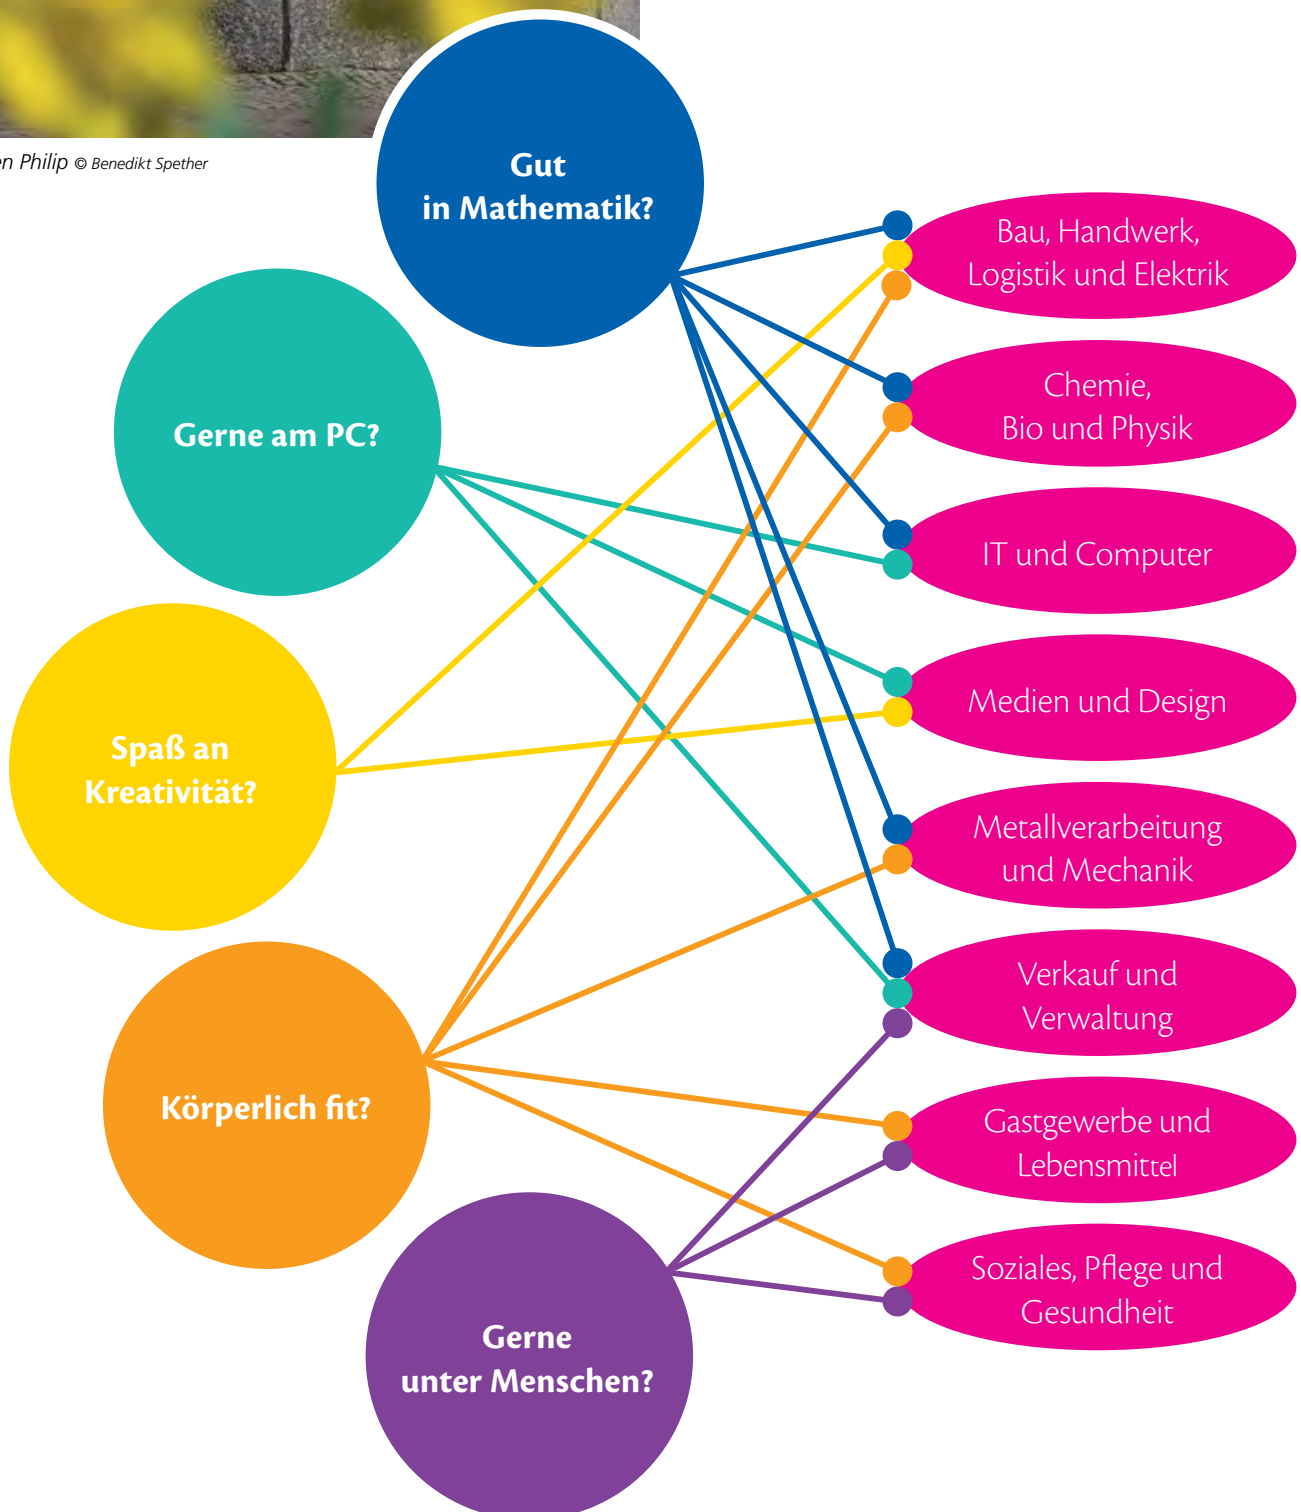 Philip © Benedikt Spether
Gut
in Mathematik?
Gerne am PC?
Spaß an
Kreativität?
Körperlich fit?
Gerne
unter Menschen?
Bau, Handwerk,
Logistik und Elektrik
Chemie,
Bio und Physik
IT und Computer
Medien und Design
Metallverarbeitung
und Mechanik
Verkauf und
Verwaltung
Gastgewerbe und
Lebensmittel
Soziales, Pflege und
Gesundheit